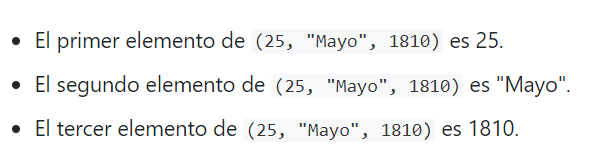 • El primer elemento de (25, "Mayo", 1810) es 25.
• El segundo elemento de (25, "Mayo", 1810) es "Mayo".
• El tercer elemento de (25, "Mayo", 1810) es 1810.